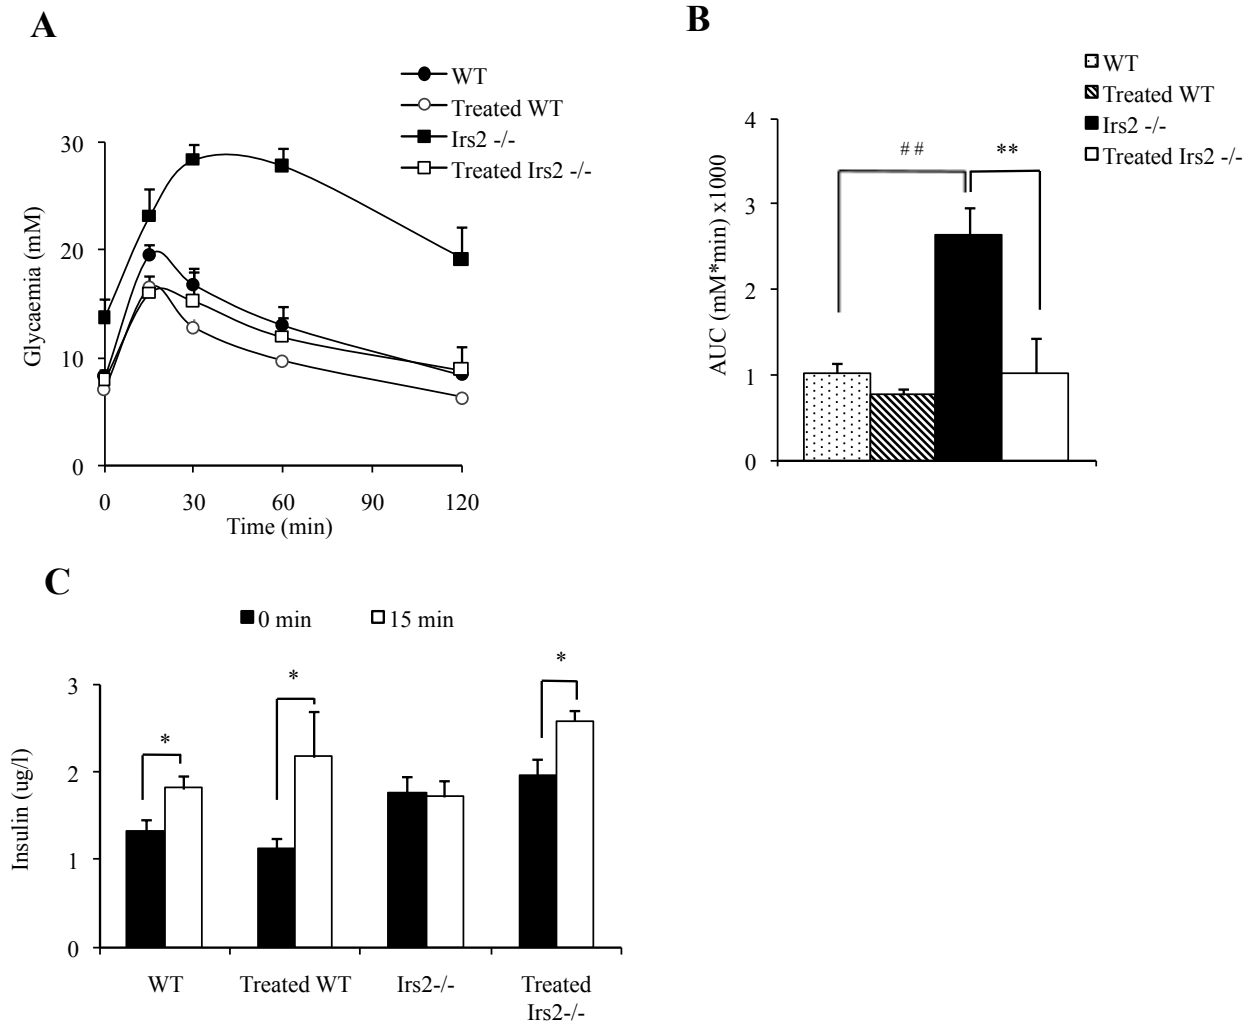 A
WT
Treated WT
Irs2 -/-
Treated Irs2 -/-
30
20
10
0
Glycaemia (mM)
0 30 60 90 120
Time (min)
B
WT
Treated WT
Irs2 -/-
Treated Irs2 -/-
4
3
2
1
0
AUC (mM*min) x1000
## **
C
0 min 15 min
3
2
1
0
Insulin (ug/l)
* * *
WT Treated WT Irs2-/- Treated
Irs2-/-